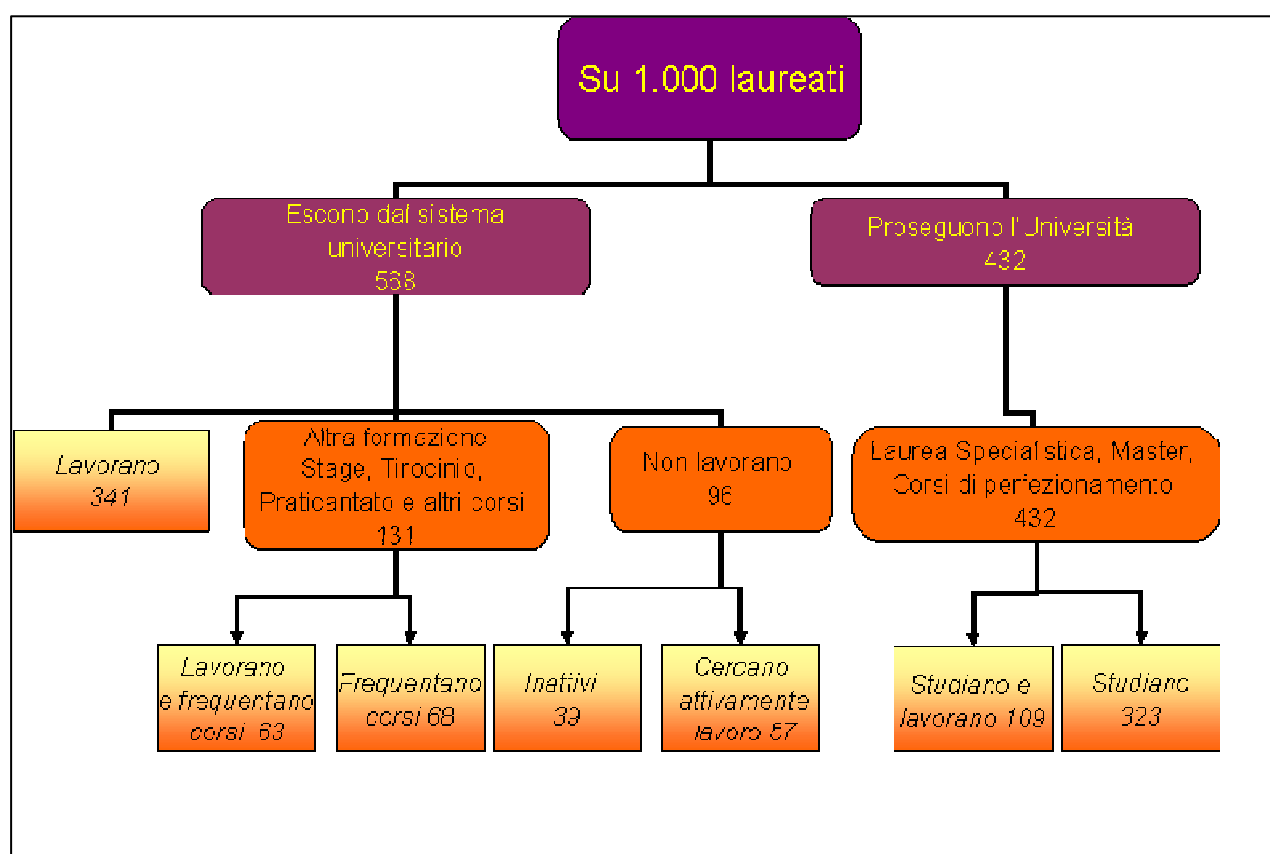 Su 1.000 laureati
Escono dal sistema
universitario
568
Proseguono l'Università
432
Lavorano
341
Altra formazione
Stage, Tirocinio,
Praticantato e altri corsi
131
Non lavorano
96
Laurea Specialistica, Master,
Corsi di perfezionamento
432
Lavorano
e frequentano
corsi 63
Frequentano
corsi 68
Inattivi
39
Cercano
attivamente
lavoro 57
Studiano e
lavorano 109
Studiano
323